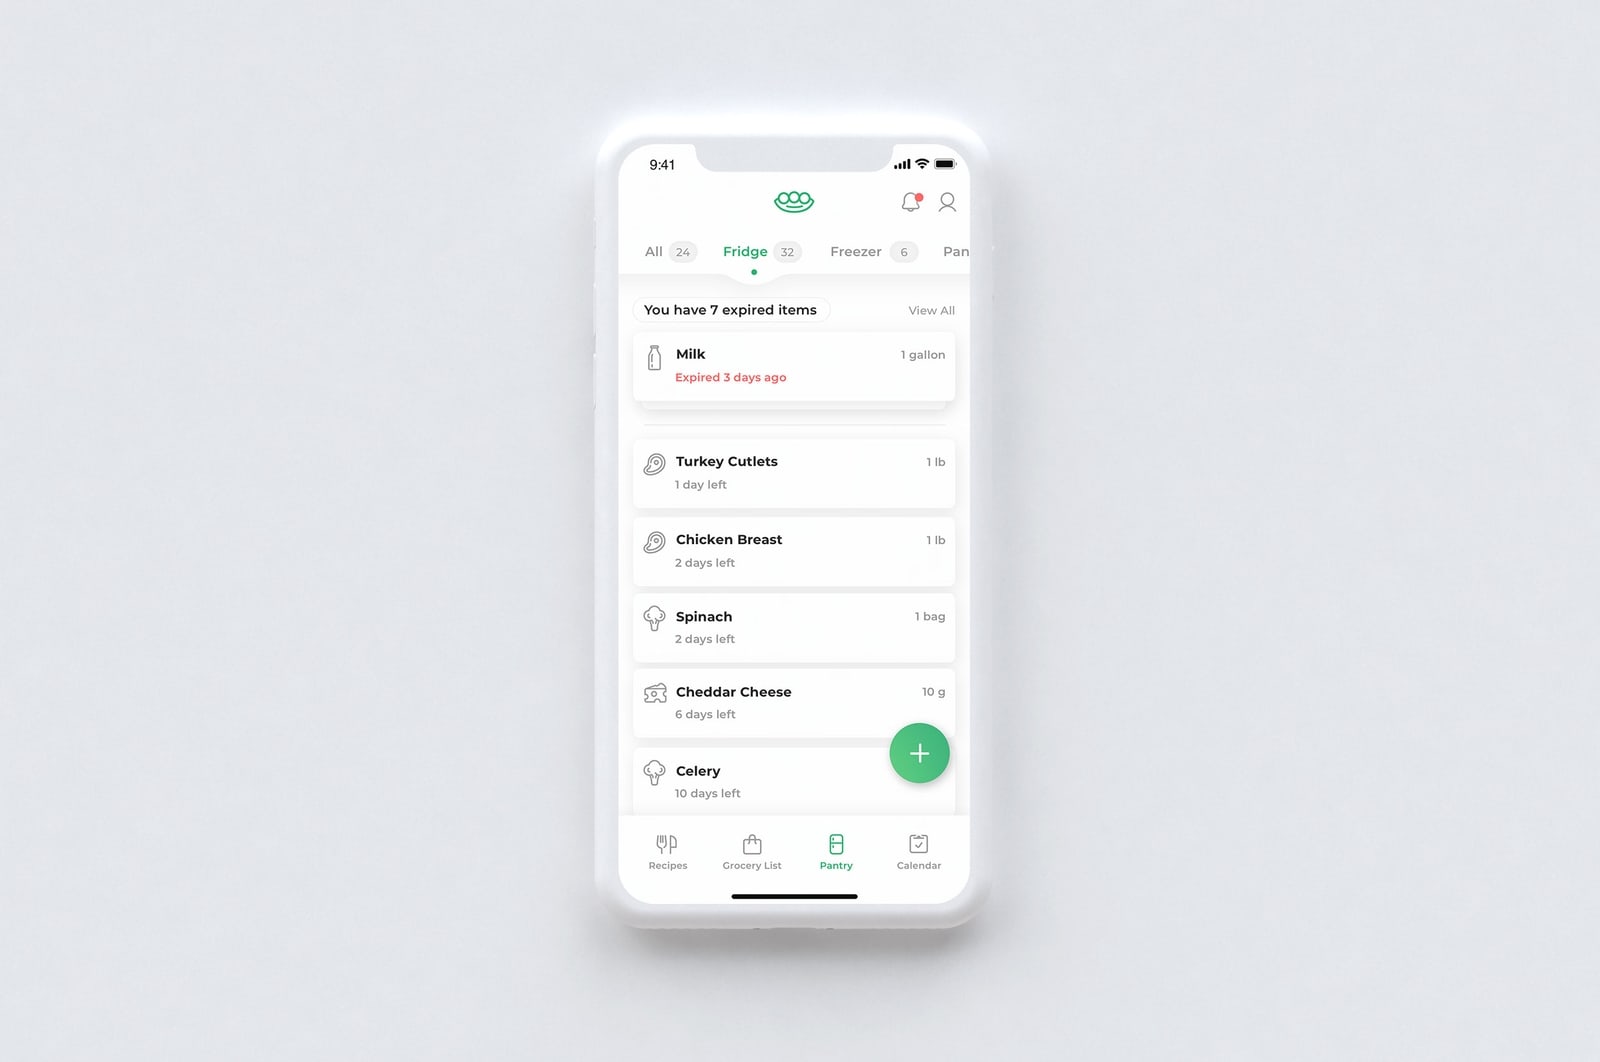 9:41
All 24 Fridge 32 Freezer 6 Pan
You have 7 expired items View All
Milk 1 gallon
Expired 3 days ago
Turkey Cutlets 1 lb
1 day left
Chicken Breast 1 lb
2 days left
Spinach 1 bag
2 days left
Cheddar Cheese 10 g
6 days left
Celery
10 days left
Recipes Grocery List Pantry Calendar